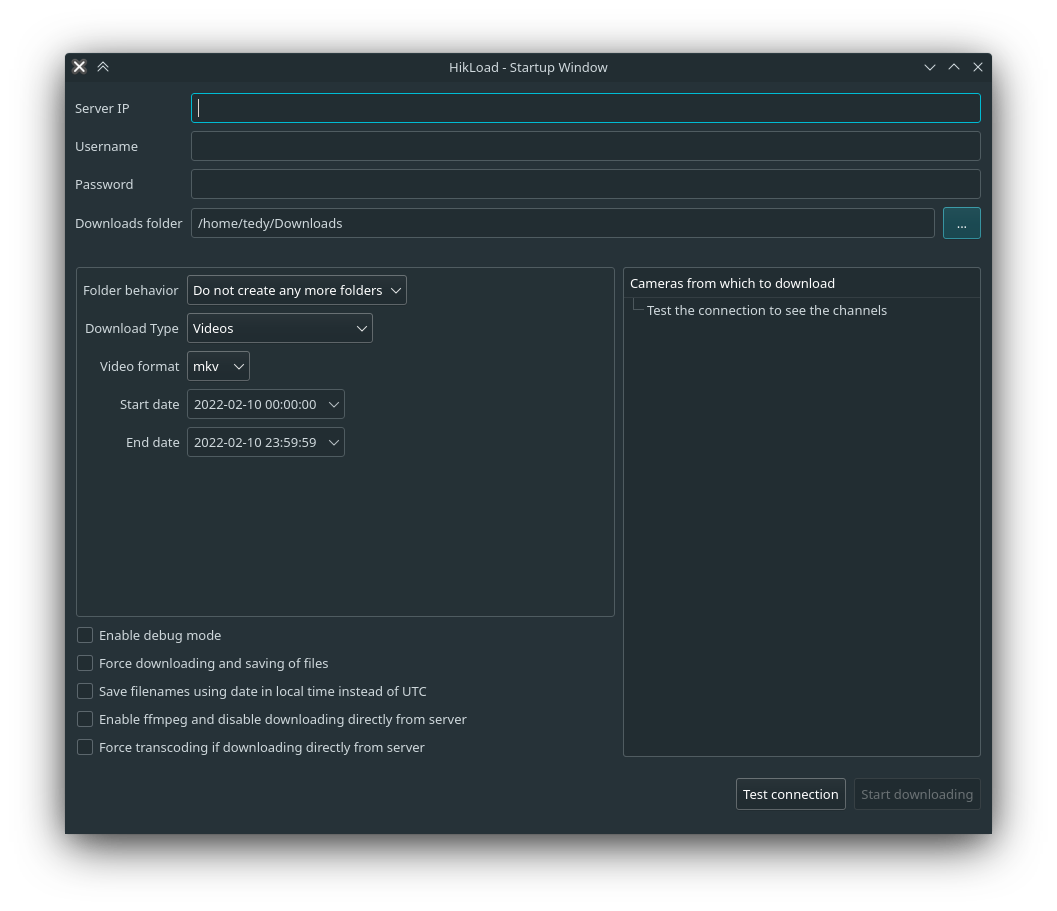 HikLoad - Startup Window
Server IP
Username
Password
Downloads folder /home/tedy/Downloads ...
Folder behavior Do not create any more folders
Download Type Videos
Video format mkv
Start date 2022-02-10 00:00:00
End date 2022-02-10 23:59:59
Cameras from which to download
Test the connection to see the channels
Enable debug mode
Force downloading and saving of files
Save filenames using date in local time instead of UTC
Enable ffmpeg and disable downloading directly from server
Force transcoding if downloading directly from server
Test connection Start downloading